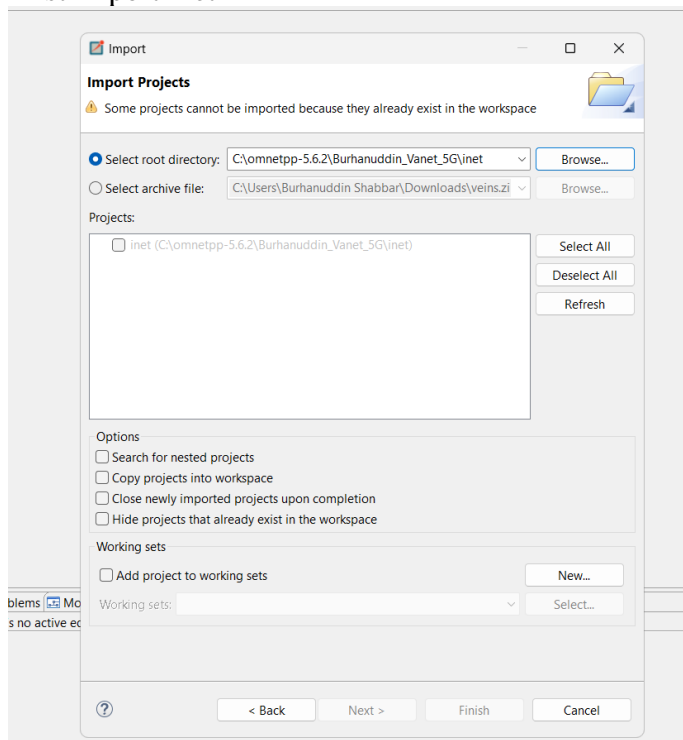 Import
Import Projects
Some projects cannot be imported because they already exist in the workspace
Select root directory: C:\omnetpp-5.6.2\Burhanuddin_Vanet_5G\inet Browse...
Select archive file: C:\Users\Burhanuddin Shabbar\Downloads\veins.zi Browse...
Projects:
inet (C:\omnetpp-5.6.2\Burhanuddin_Vanet_5G\inet)
Select All
Deselect All
Refresh
Options
Search for nested projects
Copy projects into workspace
Close newly imported projects upon completion
Hide projects that already exist in the workspace
Working sets
Add project to working sets New...
Working sets: Select...
blems Mo
s no active ed
? < Back Next > Finish Cancel